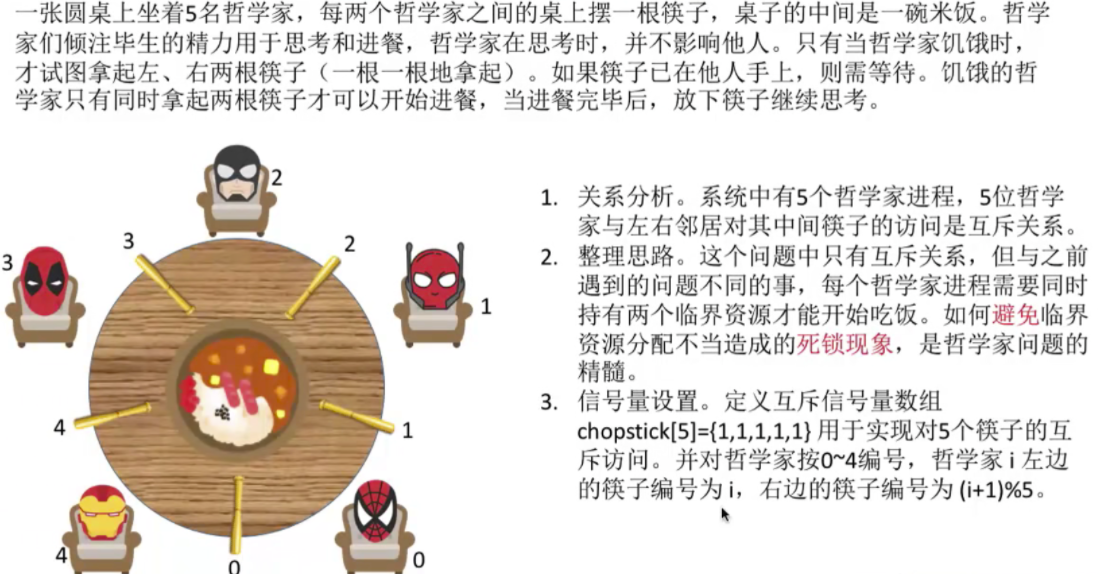 一张圆桌上坐着5名哲学家，每两个哲学家之间的桌上摆一根筷子，桌子的中间是一碗米饭。哲学
家们倾注毕生的精力用于思考和进餐，哲学家在思考时，并不影响他人。只有当哲学家饥饿时，
才试图拿起左、右两根筷子（一根一根地拿起）。如果筷子已在他人手上，则需等待。饥饿的哲
学家只有同时拿起两根筷子才可以开始进餐，当进餐完毕后，放下筷子继续思考。
2
3
2
3
1
4
1
4
0
0
1. 关系分析。系统中有5个哲学家进程，5位哲学
家与左右邻居对其中间筷子的访问是互斥关系。
2. 整理思路。这个问题中只有互斥关系，但与之前
遇到的问题不同的事，每个哲学家进程需要同时
持有两个临界资源才能开始吃饭。如何避免临界
资源分配不当造成的死锁现象，是哲学家问题的
精髓。
3. 信号量设置。定义互斥信号量数组
chopstick[5]={1,1,1,1,1} 用于实现对5个筷子的互
斥访问。并对哲学家按0~4编号，哲学家 i 左边
的筷子编号为 i，右边的筷子编号为 (i+1)%5。